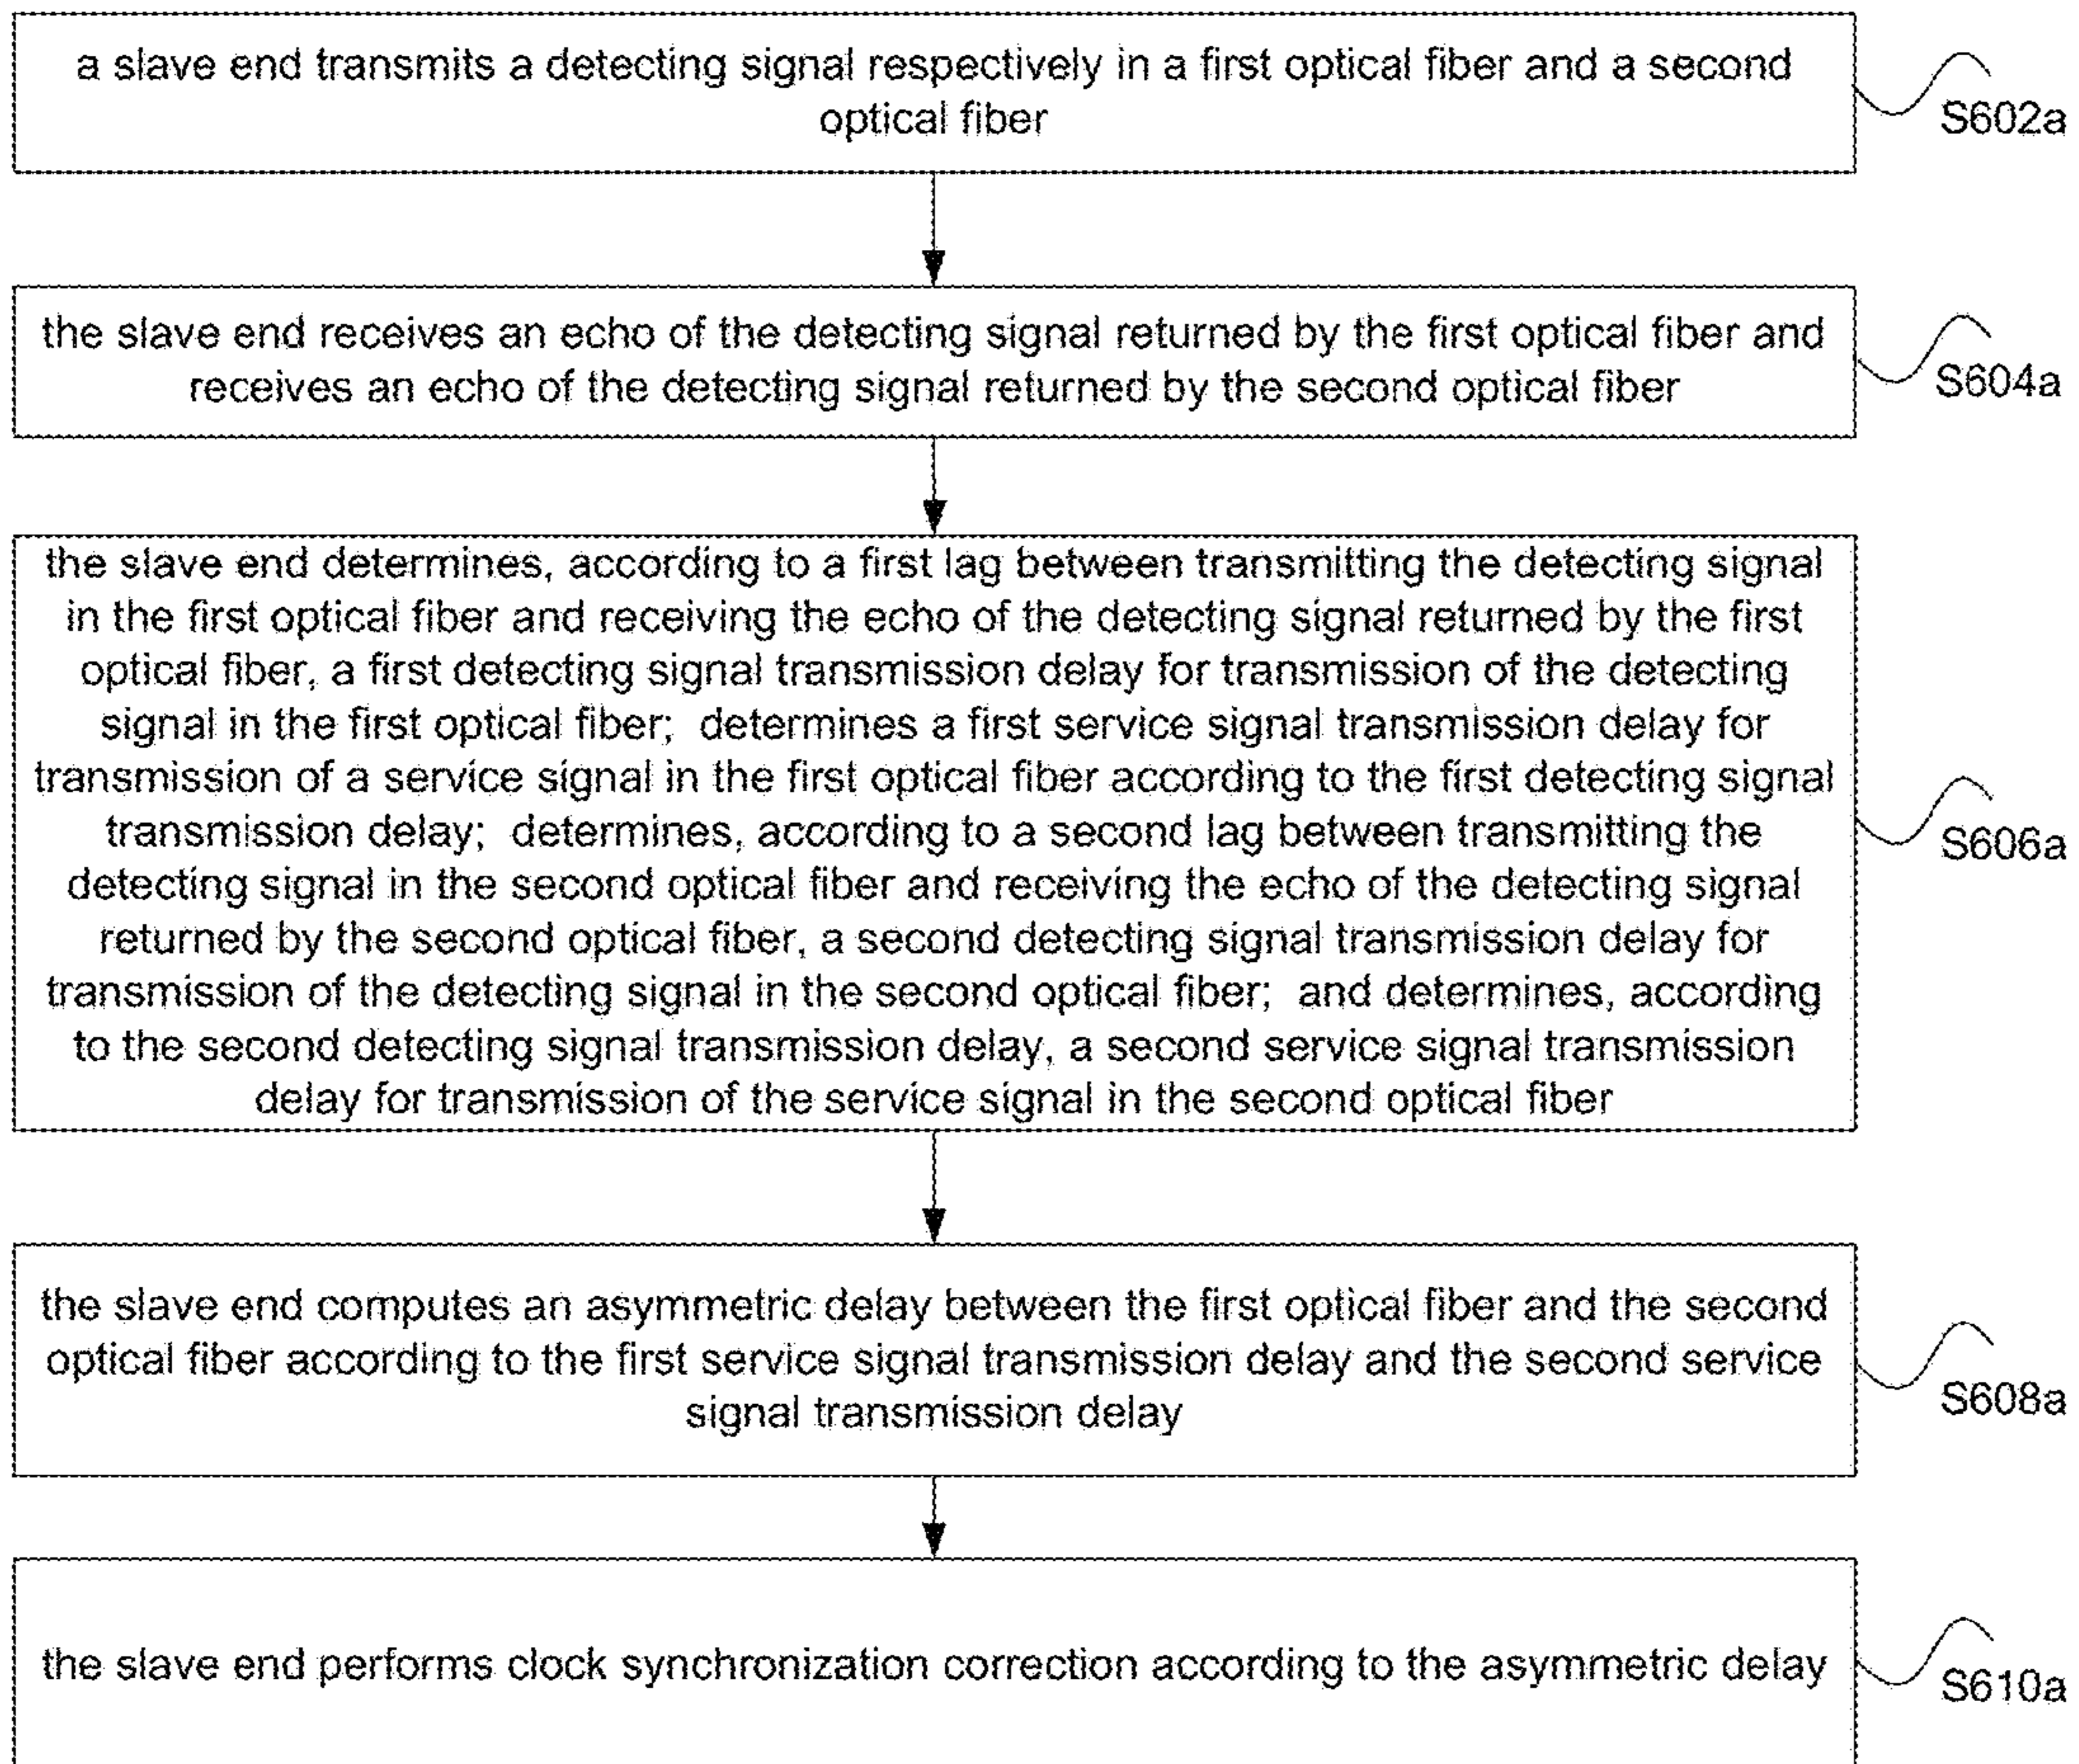 a slave end transmits a detecting signal respectively in a first optical fiber and a second
optical fiber
S602a
the slave end receives an echo of the detecting signal returned by the first optical fiber and
receives an echo of the detecting signal returned by the second optical fiber
S604a
the slave end determines, according to a first lag between transmitting the detecting signal
in the first optical fiber and receiving the echo of the detecting signal returned by the first
optical fiber, a first detecting signal transmission delay for transmission of the detecting
signal in the first optical fiber; determines a first service signal transmission delay for
transmission of a service signal in the first optical fiber according to the first detecting signal
transmission delay; determines, according to a second lag between transmitting the
detecting signal in the second optical fiber and receiving the echo of the detecting signal
returned by the second optical fiber, a second detecting signal transmission delay for
transmission of the detecting signal in the second optical fiber; and determines, according
to the second detecting signal transmission delay, a second service signal transmission
delay for transmission of the service signal in the second optical fiber
S606a
the slave end computes an asymmetric delay between the first optical fiber and the second
optical fiber according to the first service signal transmission delay and the second service
signal transmission delay
S608a
the slave end performs clock synchronization correction according to the asymmetric delay
S610a